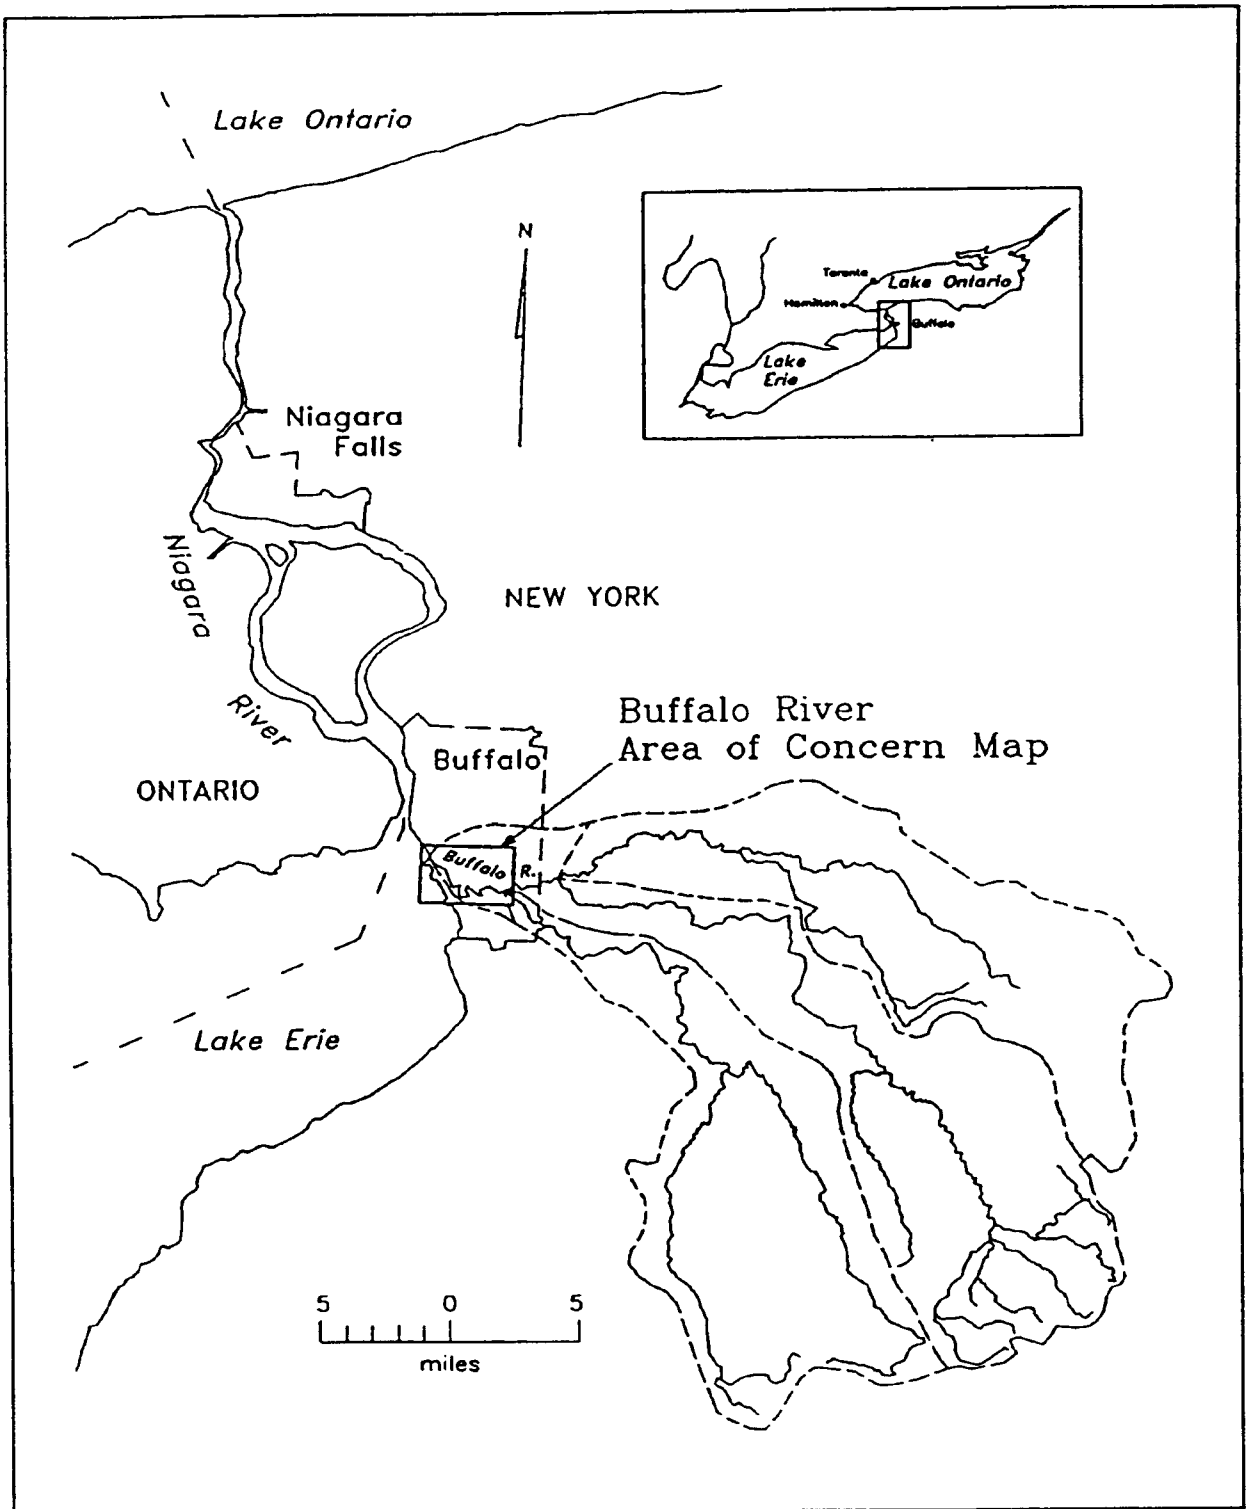 Lake Ontario
N
Toronto
Lake Ontario
Hamilton
Buffalo
Lake
Erie
Niagara
Falls
Niagara
River
NEW YORK
Buffalo River
Area of Concern Map
Buffalo
ONTARIO
Buffalo R.
Lake Erie
5 0 5
miles